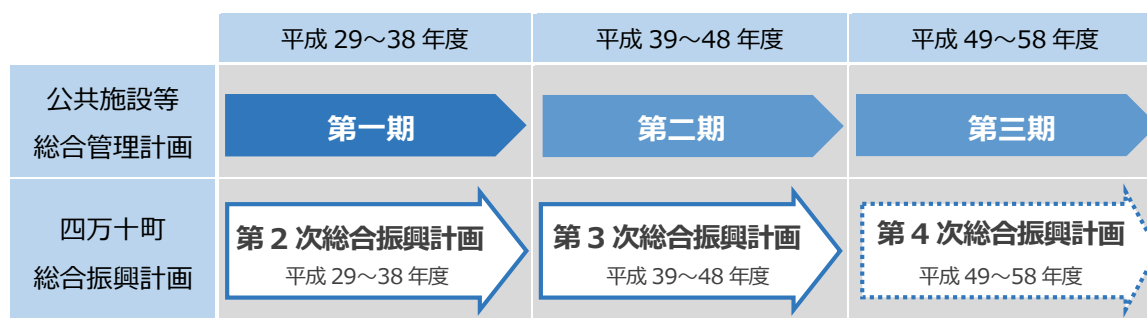 平成 29～38 年度
平成 39～48 年度
平成 49～58 年度
公共施設等
総合管理計画
第一期
第二期
第三期
四万十町
総合振興計画
第 2 次総合振興計画
平成 29～38 年度
第 3 次総合振興計画
平成 39～48 年度
第 4 次総合振興計画
平成 49～58 年度